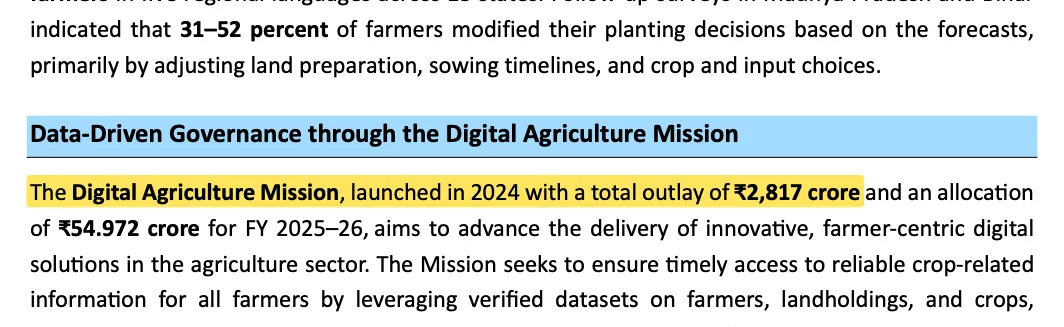 indicated that 31–52 percent of farmers modified their planting decisions based on the forecasts,
primarily by adjusting land preparation, sowing timelines, and crop and input choices.
Data-Driven Governance through the Digital Agriculture Mission
The Digital Agriculture Mission, launched in 2024 with a total outlay of ₹2,817 crore and an allocation
of ₹54.972 crore for FY 2025–26, aims to advance the delivery of innovative, farmer-centric digital
solutions in the agriculture sector. The Mission seeks to ensure timely access to reliable crop-related
information for all farmers by leveraging verified datasets on farmers, landholdings, and crops,